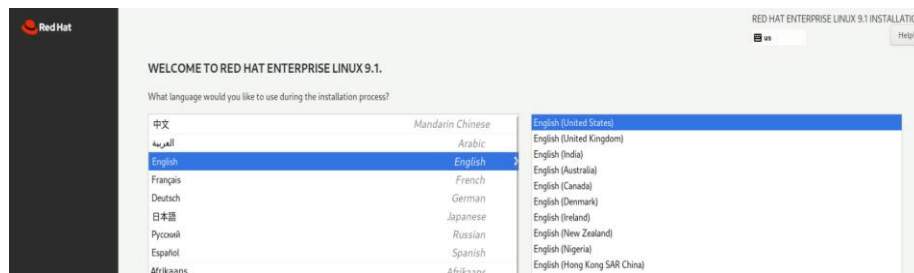 Red Hat
RED HAT ENTERPRISE LINUX 9.1 INSTALLATIO
us
Help!
WELCOME TO RED HAT ENTERPRISE LINUX 9.1.
What language would you like to use during the installation process?
中文 Mandarin Chinese
العربية Arabic
English English
Français French
Deutsch German
日本語 Japanese
Русский Russian
Español Spanish
Afrikaans Afrikaans
English (United States)
English (United Kingdom)
English (India)
English (Australia)
English (Canada)
English (Denmark)
English (Ireland)
English (New Zealand)
English (Nigeria)
English (Hong Kong SAR China)